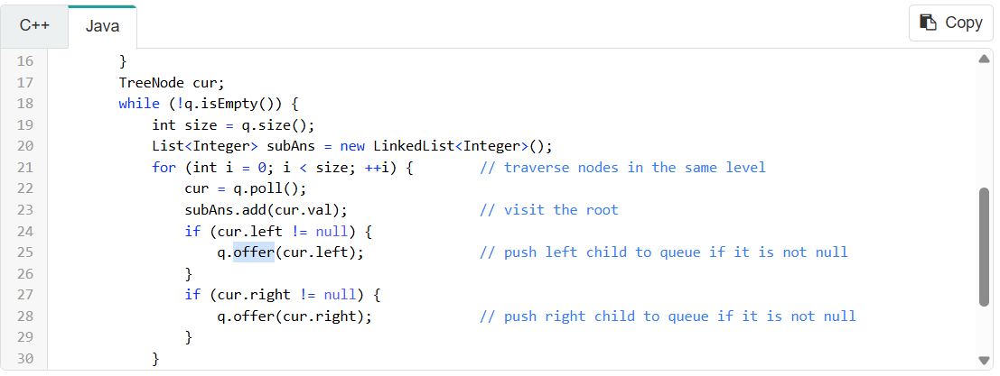 C++ Java Copy
16 }
17 TreeNode cur;
18 while (!q.isEmpty()) {
19 int size = q.size();
20 List<Integer> subAns = new LinkedList<Integer>();
21 for (int i = 0; i < size; ++i) { // traverse nodes in the same level
22 cur = q.poll();
23 subAns.add(cur.val); // visit the root
24 if (cur.left != null) {
25 q.offer(cur.left); // push left child to queue if it is not null
26 }
27 if (cur.right != null) {
28 q.offer(cur.right); // push right child to queue if it is not null
29 }
30 }